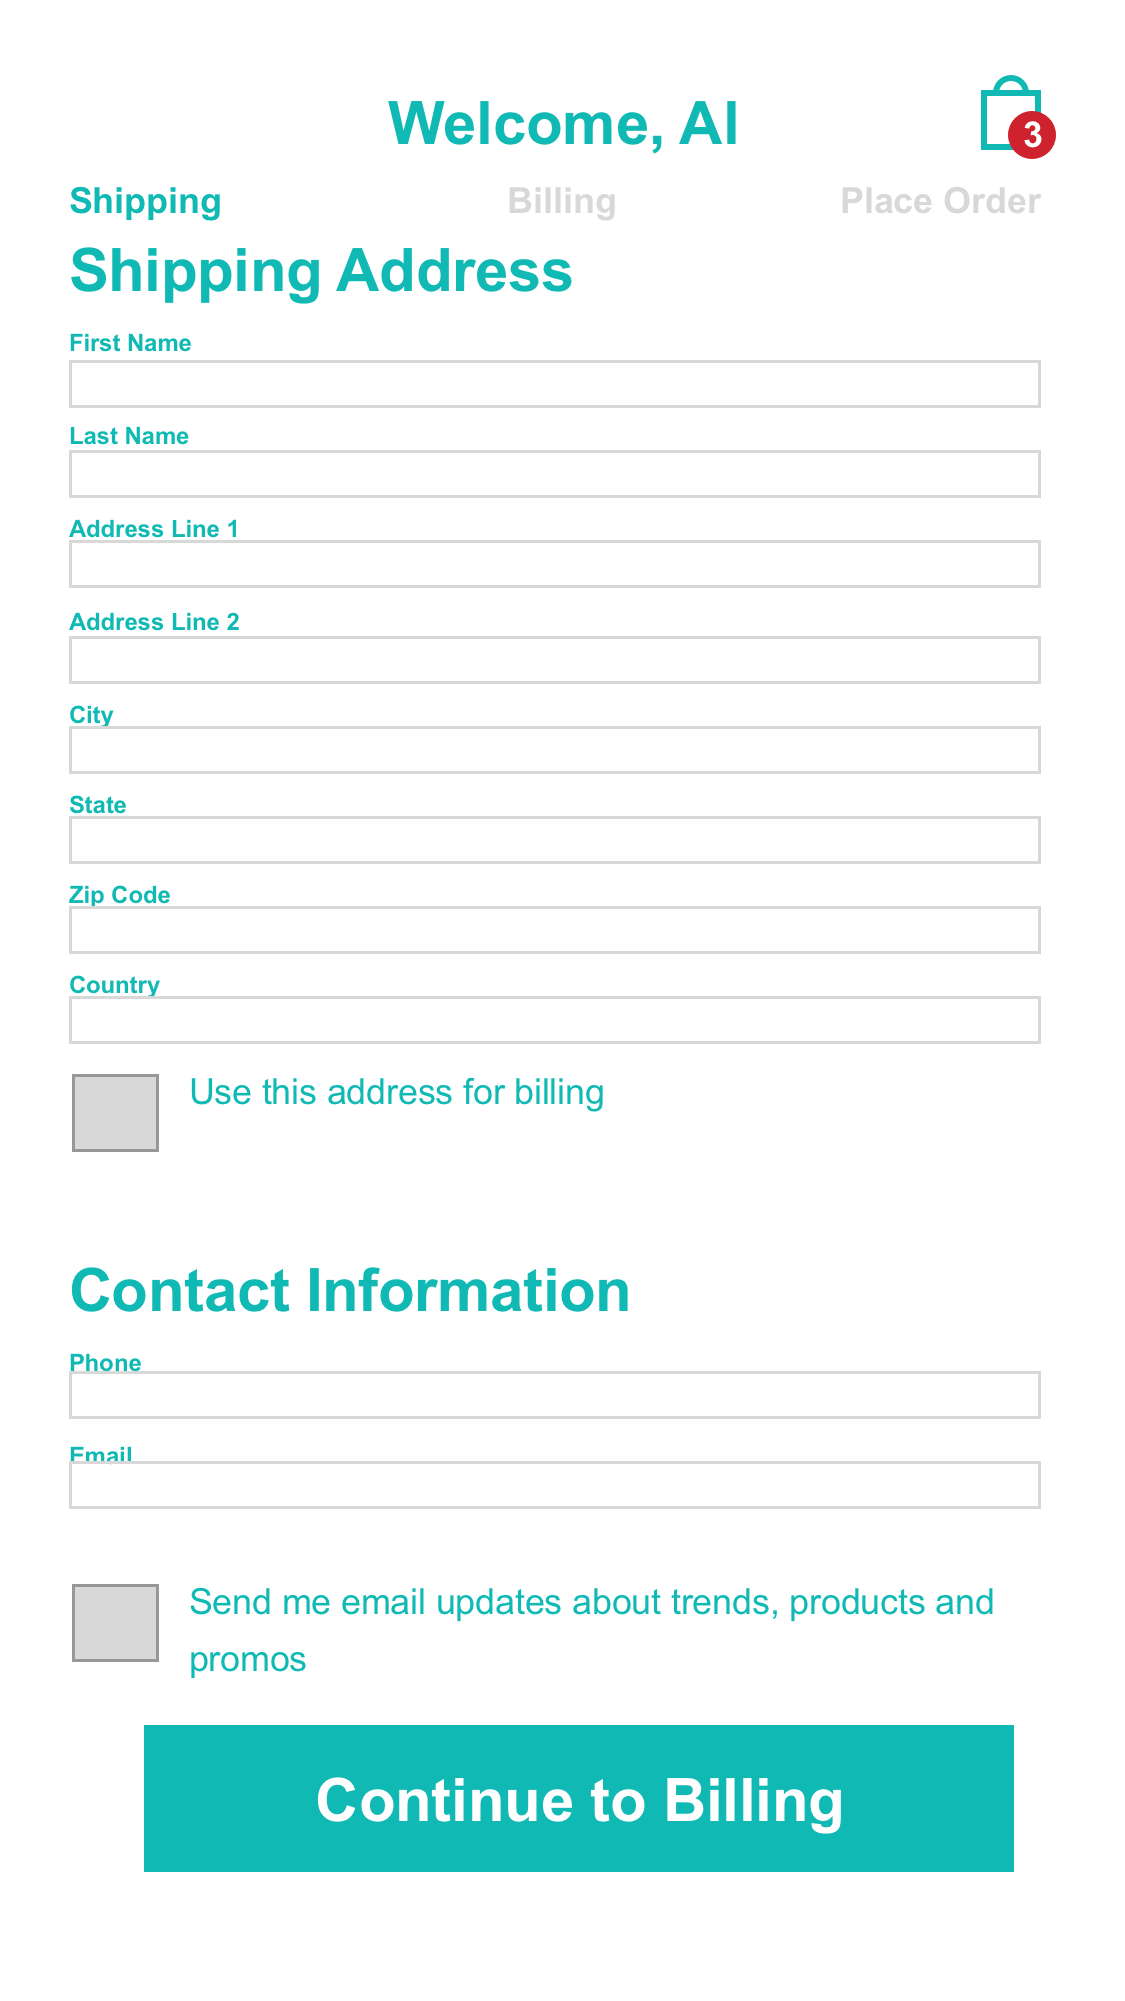 Welcome, Al
3
Shipping
Billing
Place Order
Shipping Address
First Name
Last Name
Address Line 1
Address Line 2
City
State
Zip Code
Country
Use this address for billing
Contact Information
Phone
Email
Send me email updates about trends, products and
promos
Continue to Billing